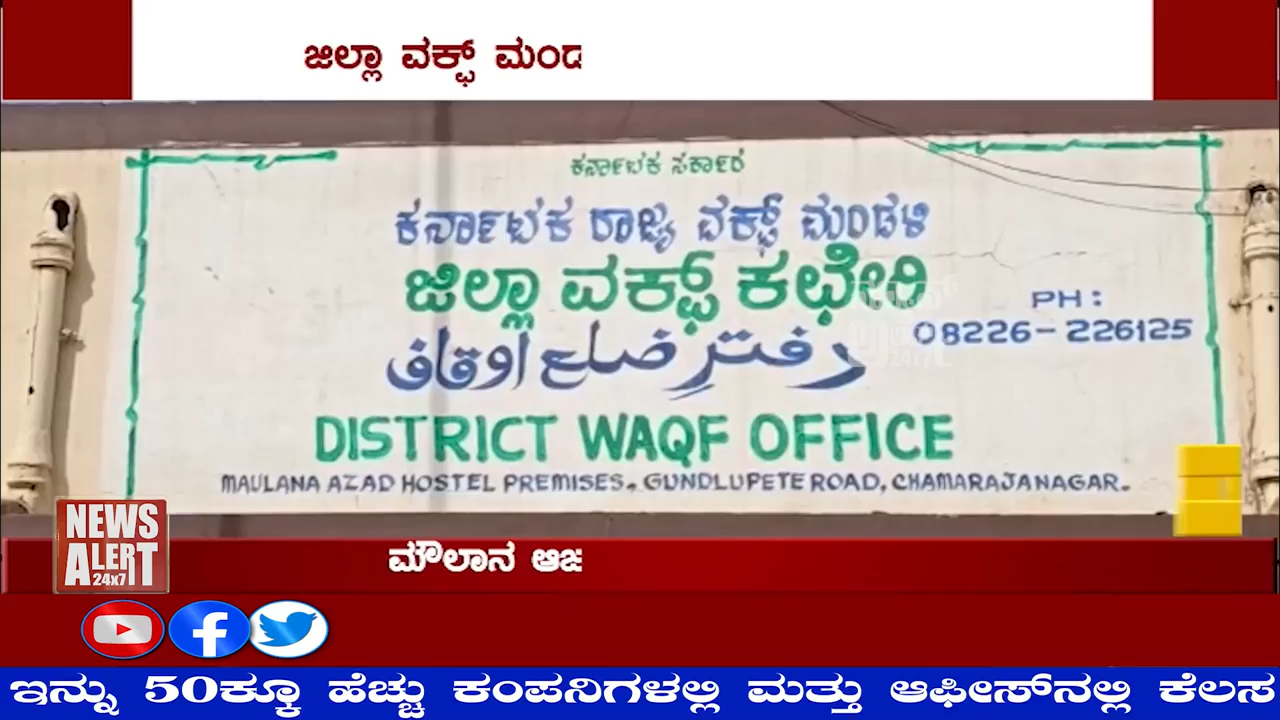 ಜಿಲ್ಲಾ ವಕ್ಫ್ ಮಂಡ
ಕರ್ನಾಟಕ ಸರ್ಕಾರ
ಕರ್ನಾಟಕ ರಾಜ್ಯ ವಕ್ಫ್ ಮಂಡಳಿ
ಜಿಲ್ಲಾ ವಕ್ಫ್ ಕಛೇರಿ
PH:
08226-226125
دفترِ ضلع اوقاف
DISTRICT WAQF OFFICE
MAULANA AZAD HOSTEL PREMISES, GUNDLUPETE ROAD, CHAMARAJANAGAR.
NEWS
ALERT
24x7
ಮೌಲಾನ ಆಜ
ಇನ್ನು 50ಕ್ಕೂ ಹೆಚ್ಚು ಕಂಪನಿಗಳಲ್ಲಿ ಮತ್ತು ಆಫೀಸ್‌ನಲ್ಲಿ ಕೆಲಸ